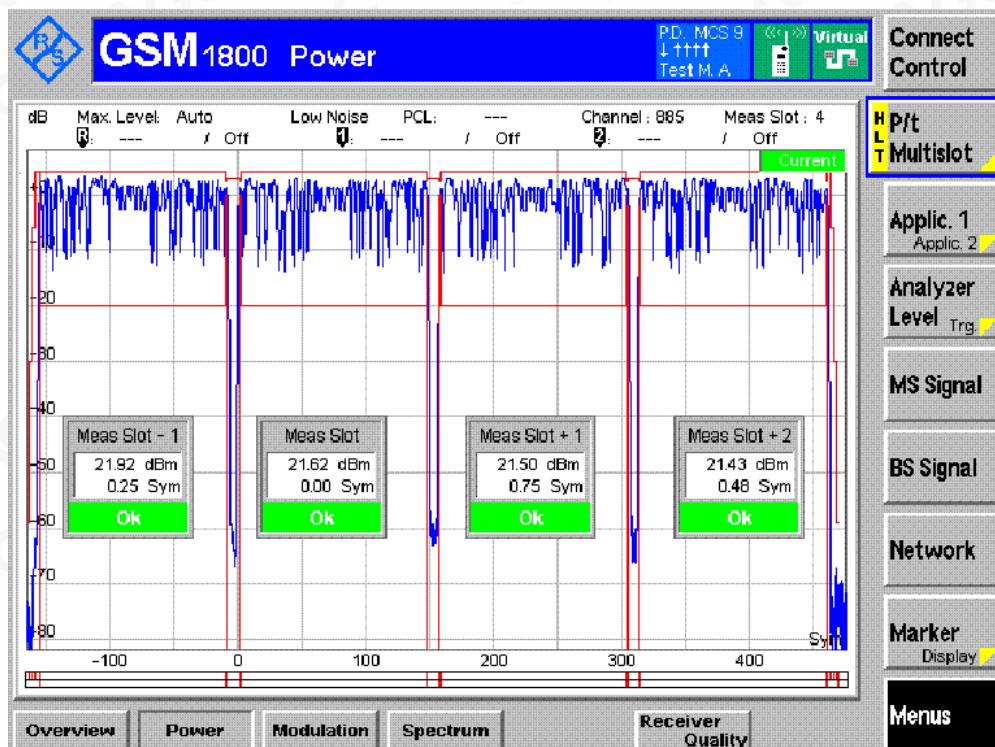 R/S
GSM 1800 Power
P.D. MCS 9
↓ ↑↑↑↑
Test M. A.
Virtual
Connect
Control
dB Max. Level: Auto Low Noise PCL: --- Channel : 885 Meas Slot : 4
R: --- / Off 1: --- / Off 2: --- / Off
Current
H
L
T
P/t
Multislot
Applic. 1
Applic. 2
Analyzer
Level Trg.
MS Signal
BS Signal
Network
Marker
Display
Menus
-20
-30
-40
-50
-60
-70
-80
Meas Slot - 1
21.92 dBm
0.25 Sym
Ok
Meas Slot
21.62 dBm
0.00 Sym
Ok
Meas Slot + 1
21.50 dBm
0.75 Sym
Ok
Meas Slot + 2
21.43 dBm
0.48 Sym
Ok
Sym
-100 0 100 200 300 400
Overview Power Modulation Spectrum Receiver
Quality